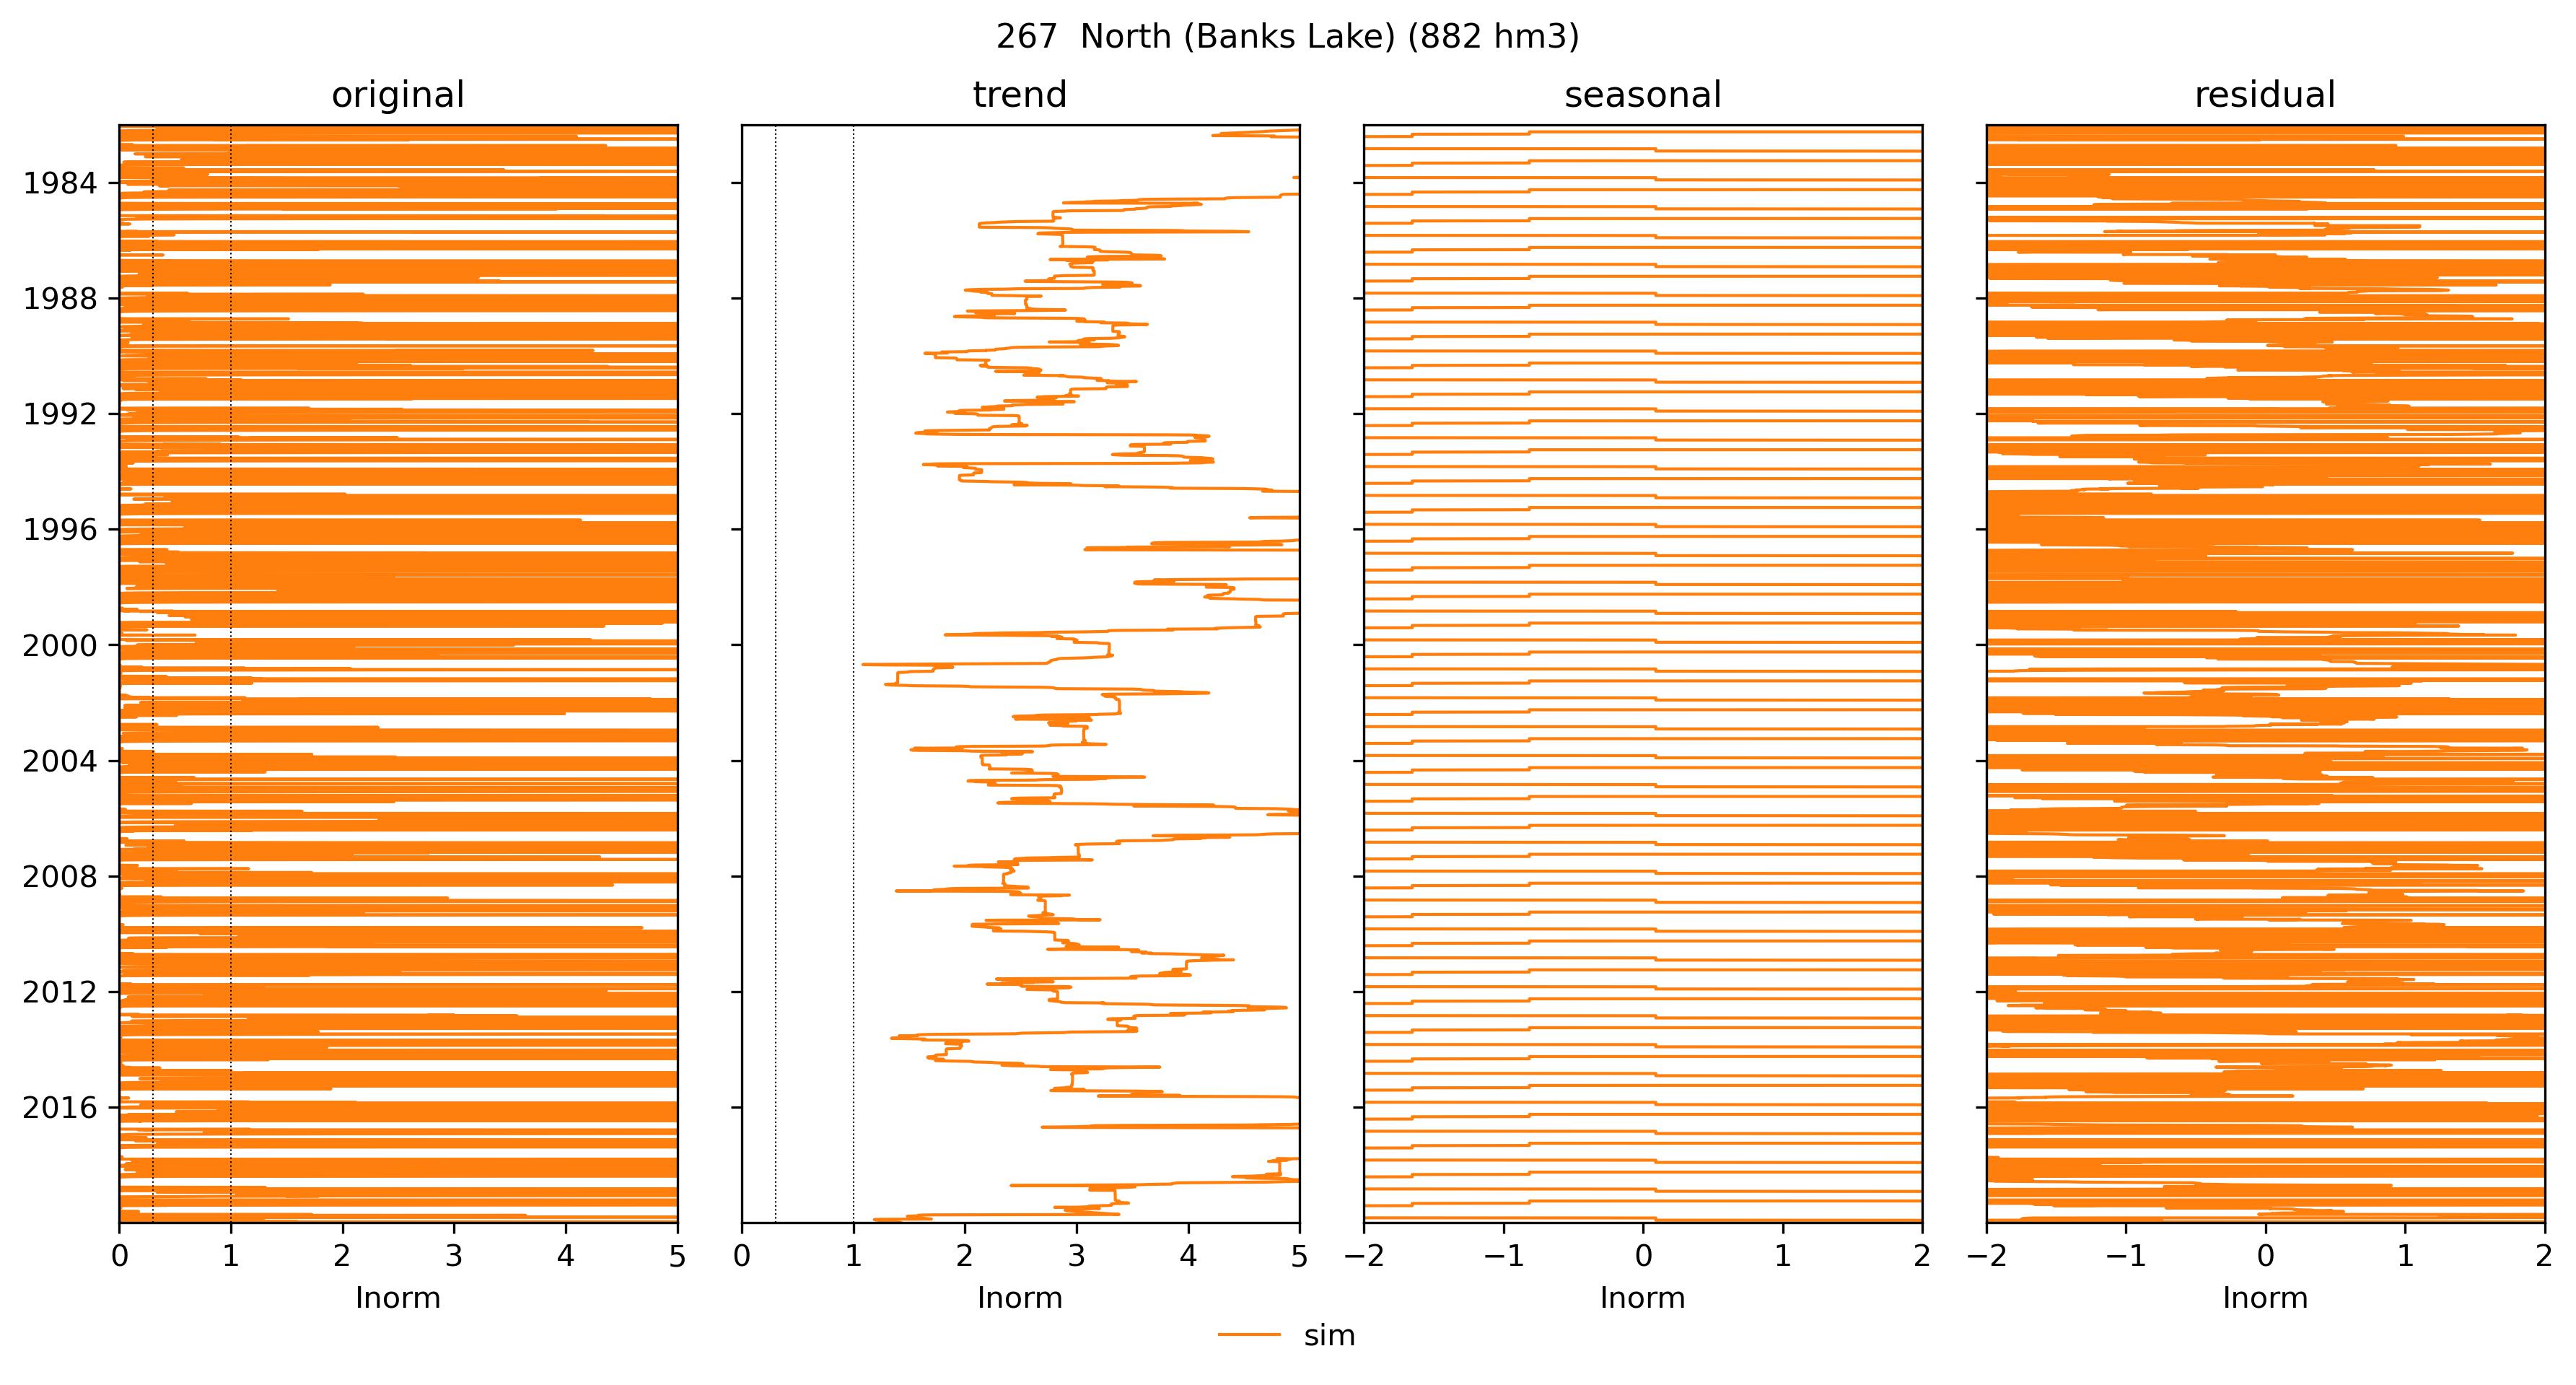 267  North (Banks Lake) (882 hm3)
original
trend
seasonal
residual
1984
1988
1992
1996
2000
2004
2008
2012
2016
0 1 2 3 4 5
0 1 2 3 4 5
−2 −1 0 1 2
−2 −1 0 1 2
Inorm
Inorm
Inorm
Inorm
sim